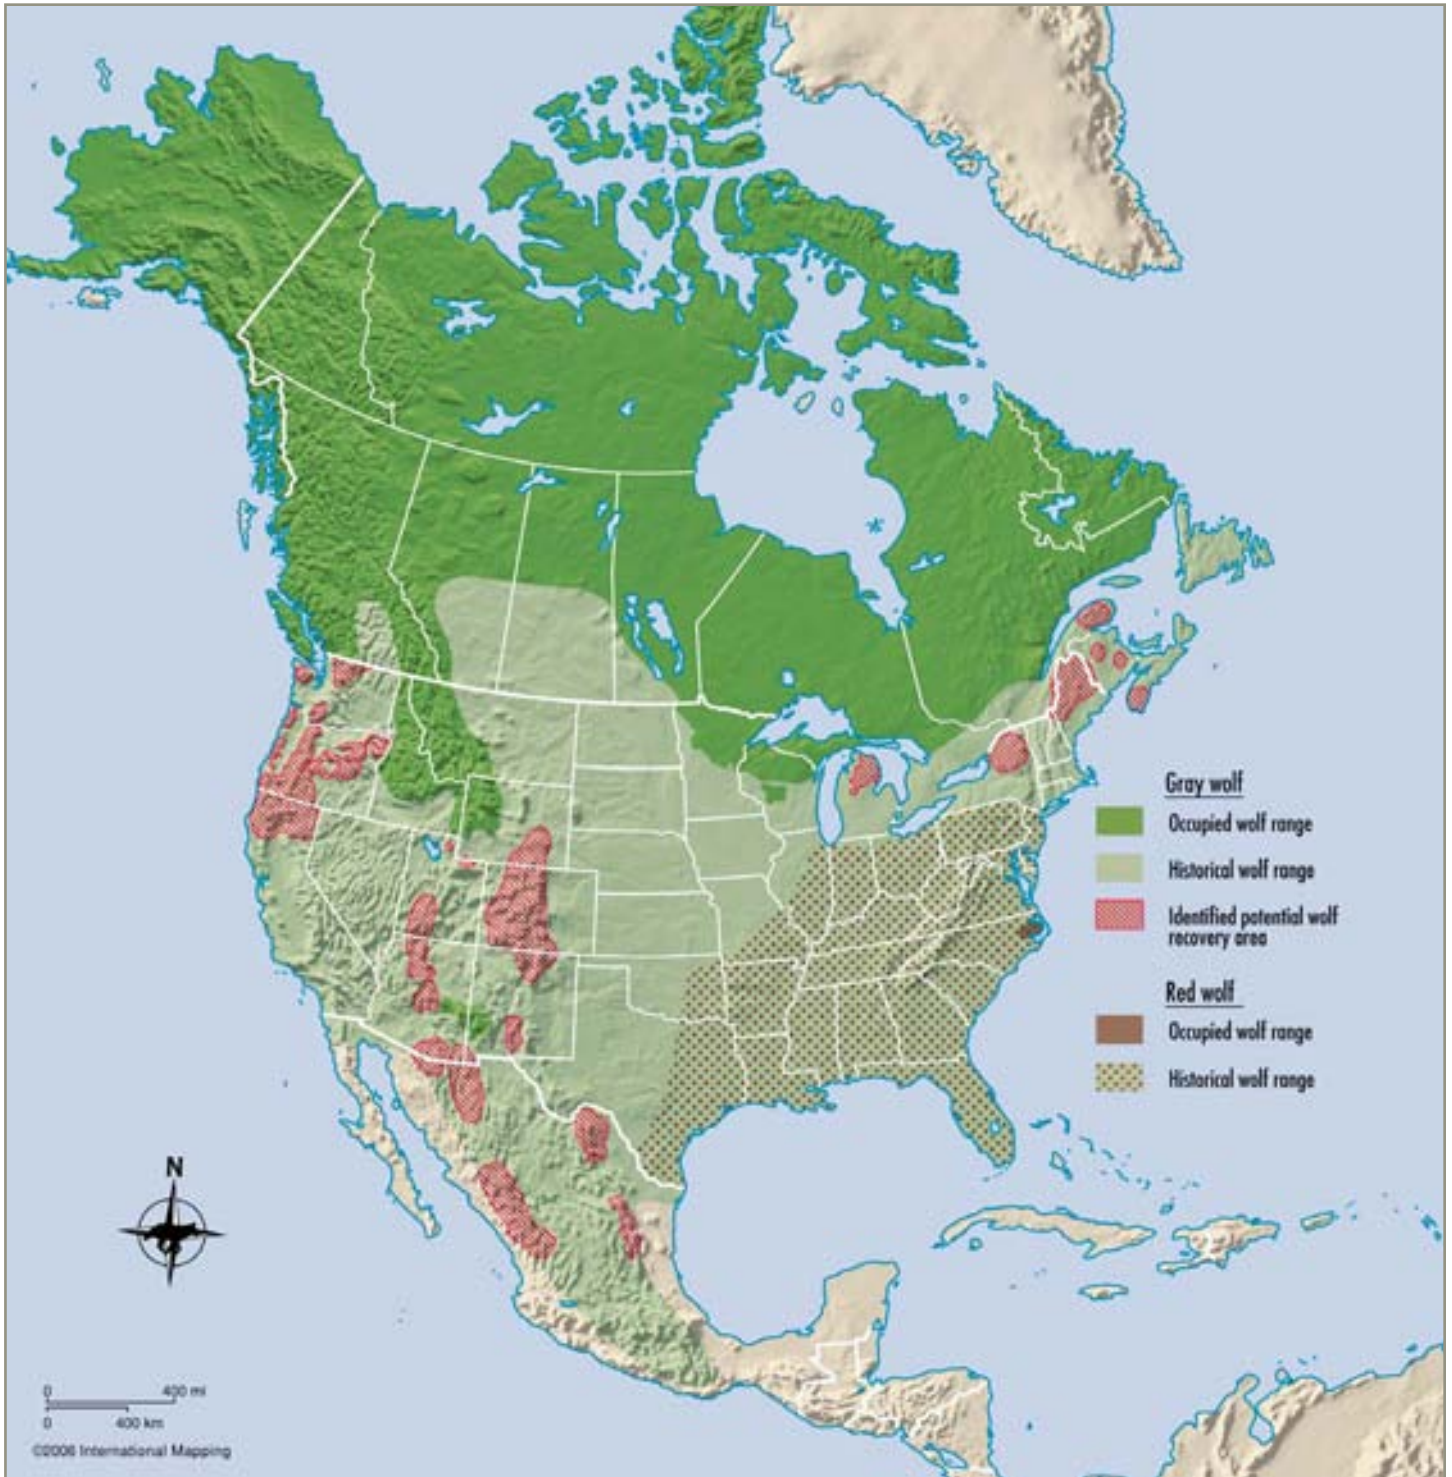 Gray wolf
Occupied wolf range
Historical wolf range
Identified potential wolf
recovery area
Red wolf
Occupied wolf range
Historical wolf range
N
0 400 mi
0 400 km
©2006 International Mapping